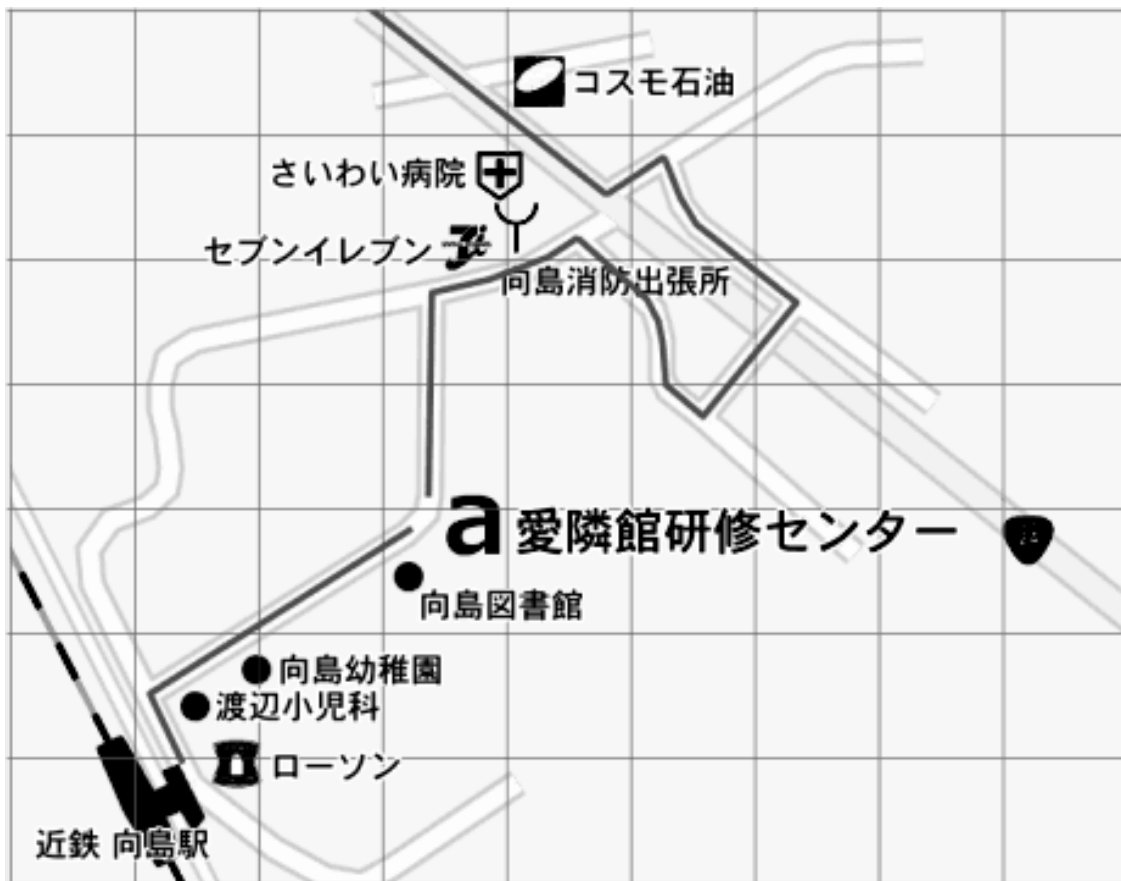 コスモ石油
さいわい病院
セブンイレブン
向島消防出張所
a 愛隣館研修センター
向島図書館
向島幼稚園
渡辺小児科
ローソン
近鉄 向島駅